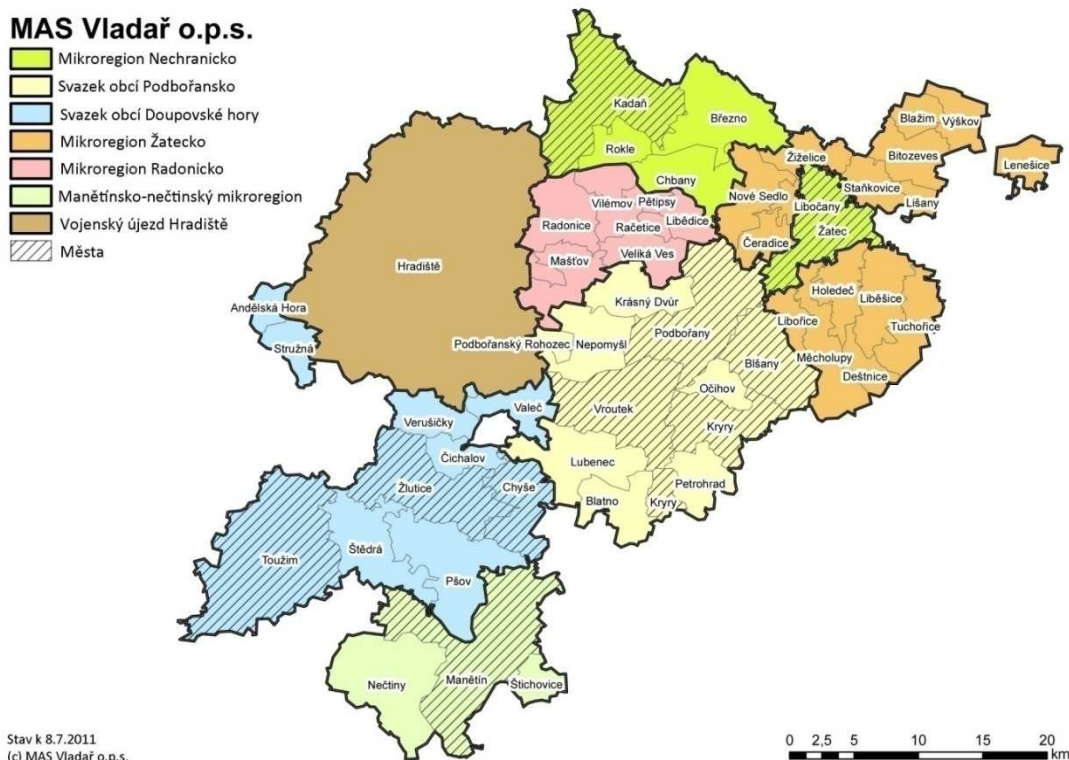 MAS Vladař o.p.s.
Mikroregion Nechranicko
Svazek obcí Podbořansko
Svazek obcí Doupovské hory
Mikroregion Žatecko
Mikroregion Radonicko
Manětínsko-nečtinský mikroregion
Vojenský újezd Hradiště
Města
Kadaň
Březno
Rokle
Chbany
Blažim
Výškov
Bitozeves
Lenešice
Žiželice
Staňkovice
Lišany
Nové Sedlo
Libočany
Žatec
Čeradice
Vilémov
Pětipsy
Radonice
Račetice
Libědice
Mašťov
Veliká Ves
Hradiště
Krásný Dvůr
Holedeč
Liběšice
Andělská Hora
Stružná
Podbořanský Rohozec
Nepomyšl
Podbořany
Libořice
Tuchořice
Blšany
Měcholupy
Deštnice
Očihov
Valeč
Vroutek
Verušičky
Kryry
Čichalov
Lubenec
Žlutice
Chyše
Petrohrad
Blatno
Kryry
Toužim
Štědrá
Pšov
Nečtiny
Manětín
Štichovice
Stav k 8.7.2011
(c) MAS Vladař o.p.s.
0 2,5 5 10 15 20
km